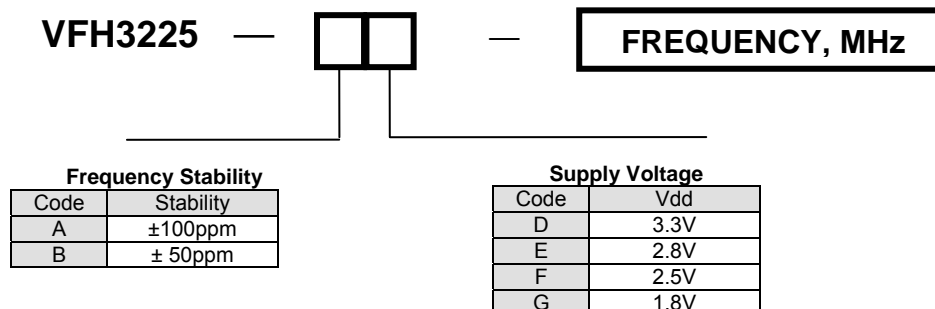 VFH3225 — — FREQUENCY, MHz
Frequency Stability
Code Stability
A ±100ppm
B ± 50ppm
Supply Voltage
Code Vdd
D 3.3V
E 2.8V
F 2.5V
G 1.8V